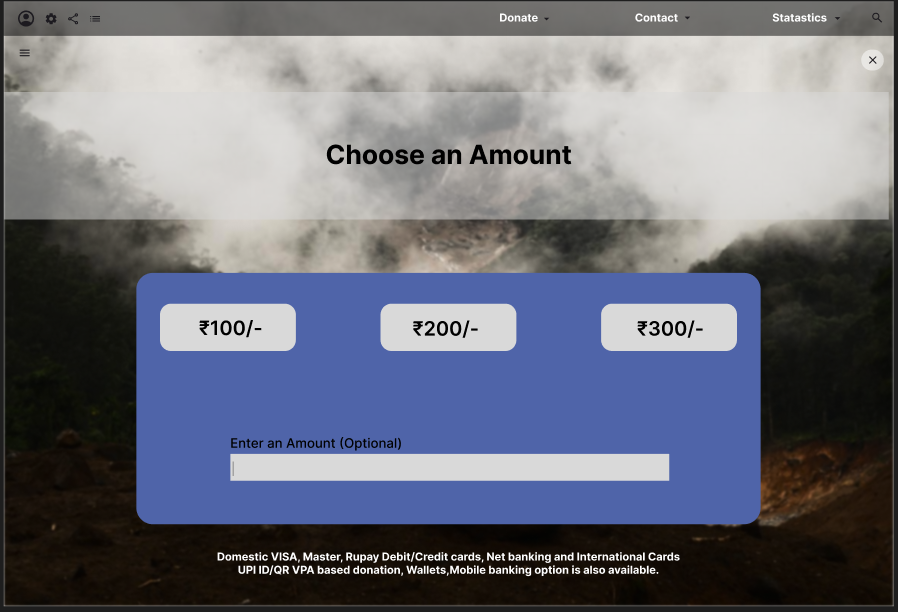 Donate
Contact
Statastics
Choose an Amount
₹100/-
₹200/-
₹300/-
Enter an Amount (Optional)
Domestic VISA, Master, Rupay Debit/Credit cards, Net banking and International Cards
UPI ID/QR VPA based donation, Wallets,Mobile banking option is also available.